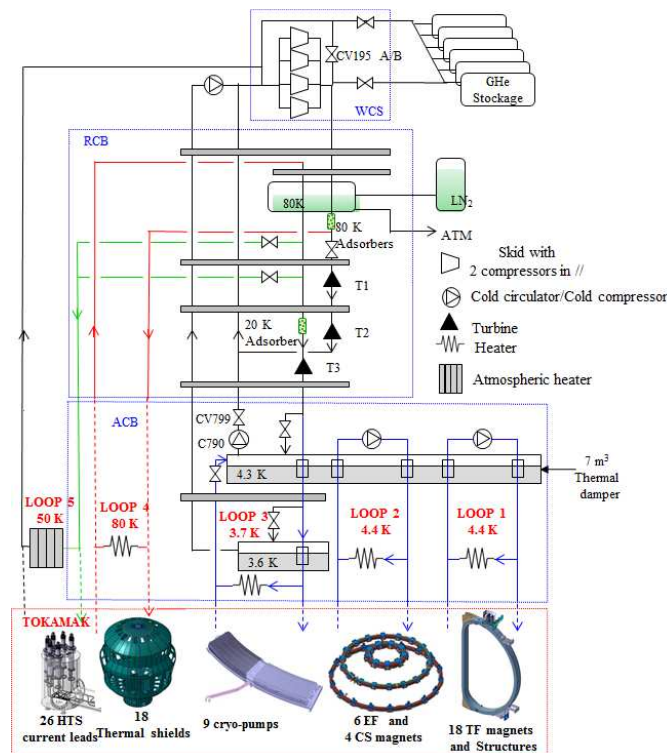 CV195 A/B
WCS
GHe
Stockage
RCB
80K
LN2
80 K
Adsorbers
ATM
Skid with
2 compressors in //
Cold circulator/Cold compressor
Turbine
Heater
Atmospheric heater
T1
T2
20 K
Adsorber
T3
ACB
CV799
C790
4.3 K
7 m³
Thermal
damper
LOOP 5
50 K
LOOP 4
80 K
LOOP 3
3.7 K
LOOP 2
4.4 K
LOOP 1
4.4 K
3.6 K
TOKAMAK
26 HTS
current leads
18
Thermal shields
9 cryo-pumps
6 EF and
4 CS magnets
18 TF magnets
and Structures